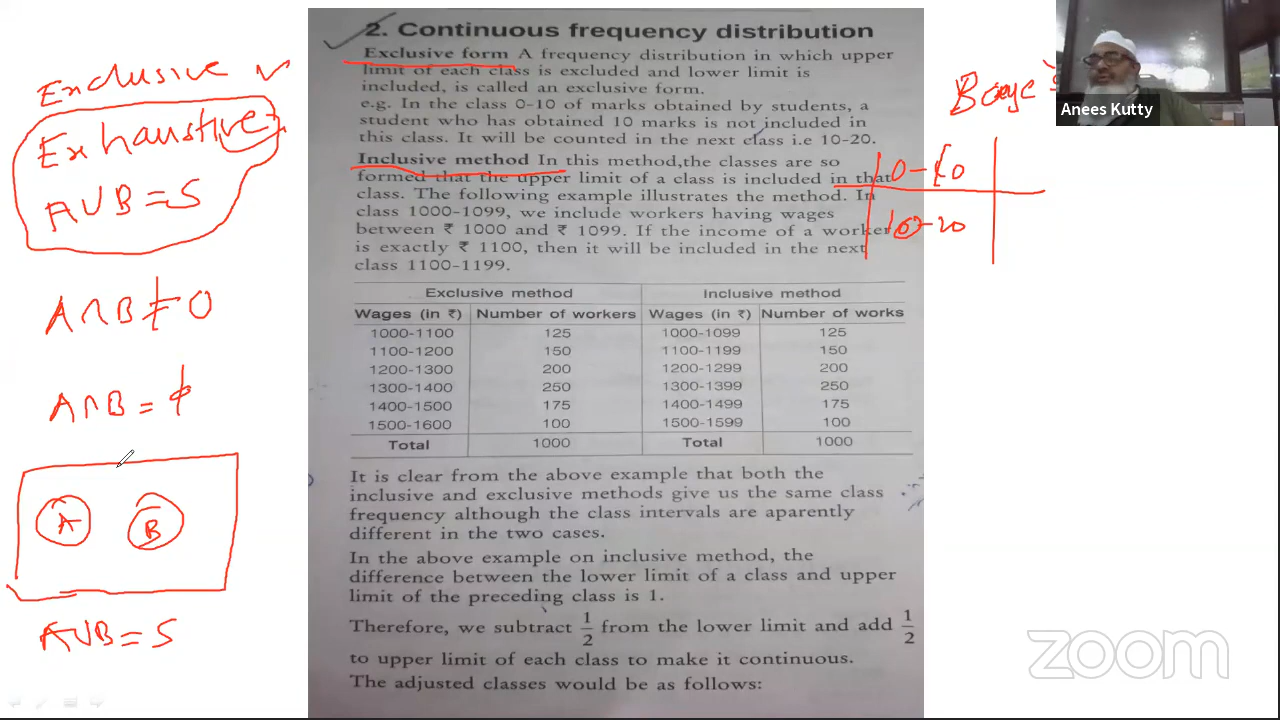 Exclusive
Exhaustive
A∪B = S
A∩B ≠ 0
A∩B = ϕ
A
B
A∪B = S
2. Continuous frequency distribution
Exclusive form A frequency distribution in which upper
limit of each class is excluded and lower limit is
included, is called an exclusive form.
e.g. In the class 0-10 of marks obtained by students, a
student who has obtained 10 marks is not included in
this class. It will be counted in the next class i.e 10-20.
Inclusive method In this method,the classes are so
formed that the upper limit of a class is included in that
class. The following example illustrates the method. In
class 1000-1099, we include workers having wages
between ₹ 1000 and ₹ 1099. If the income of a worker
is exactly ₹ 1100, then it will be included in the next
class 1100-1199.
Exclusive method Inclusive method
Wages (in ₹) Number of workers Wages (in ₹) Number of works
1000-1100 125 1000-1099 125
1100-1200 150 1100-1199 150
1200-1300 200 1200-1299 200
1300-1400 250 1300-1399 250
1400-1500 175 1400-1499 175
1500-1600 100 1500-1599 100
Total 1000 Total 1000
It is clear from the above example that both the
inclusive and exclusive methods give us the same class
frequency although the class intervals are aparently
different in the two cases.
In the above example on inclusive method, the
difference between the lower limit of a class and upper
limit of the preceding class is 1.
Therefore, we subtract 1/2 from the lower limit and add 1/2
to upper limit of each class to make it continuous.
The adjusted classes would be as follows:
Anees Kutty
0-10
10-20
zoom